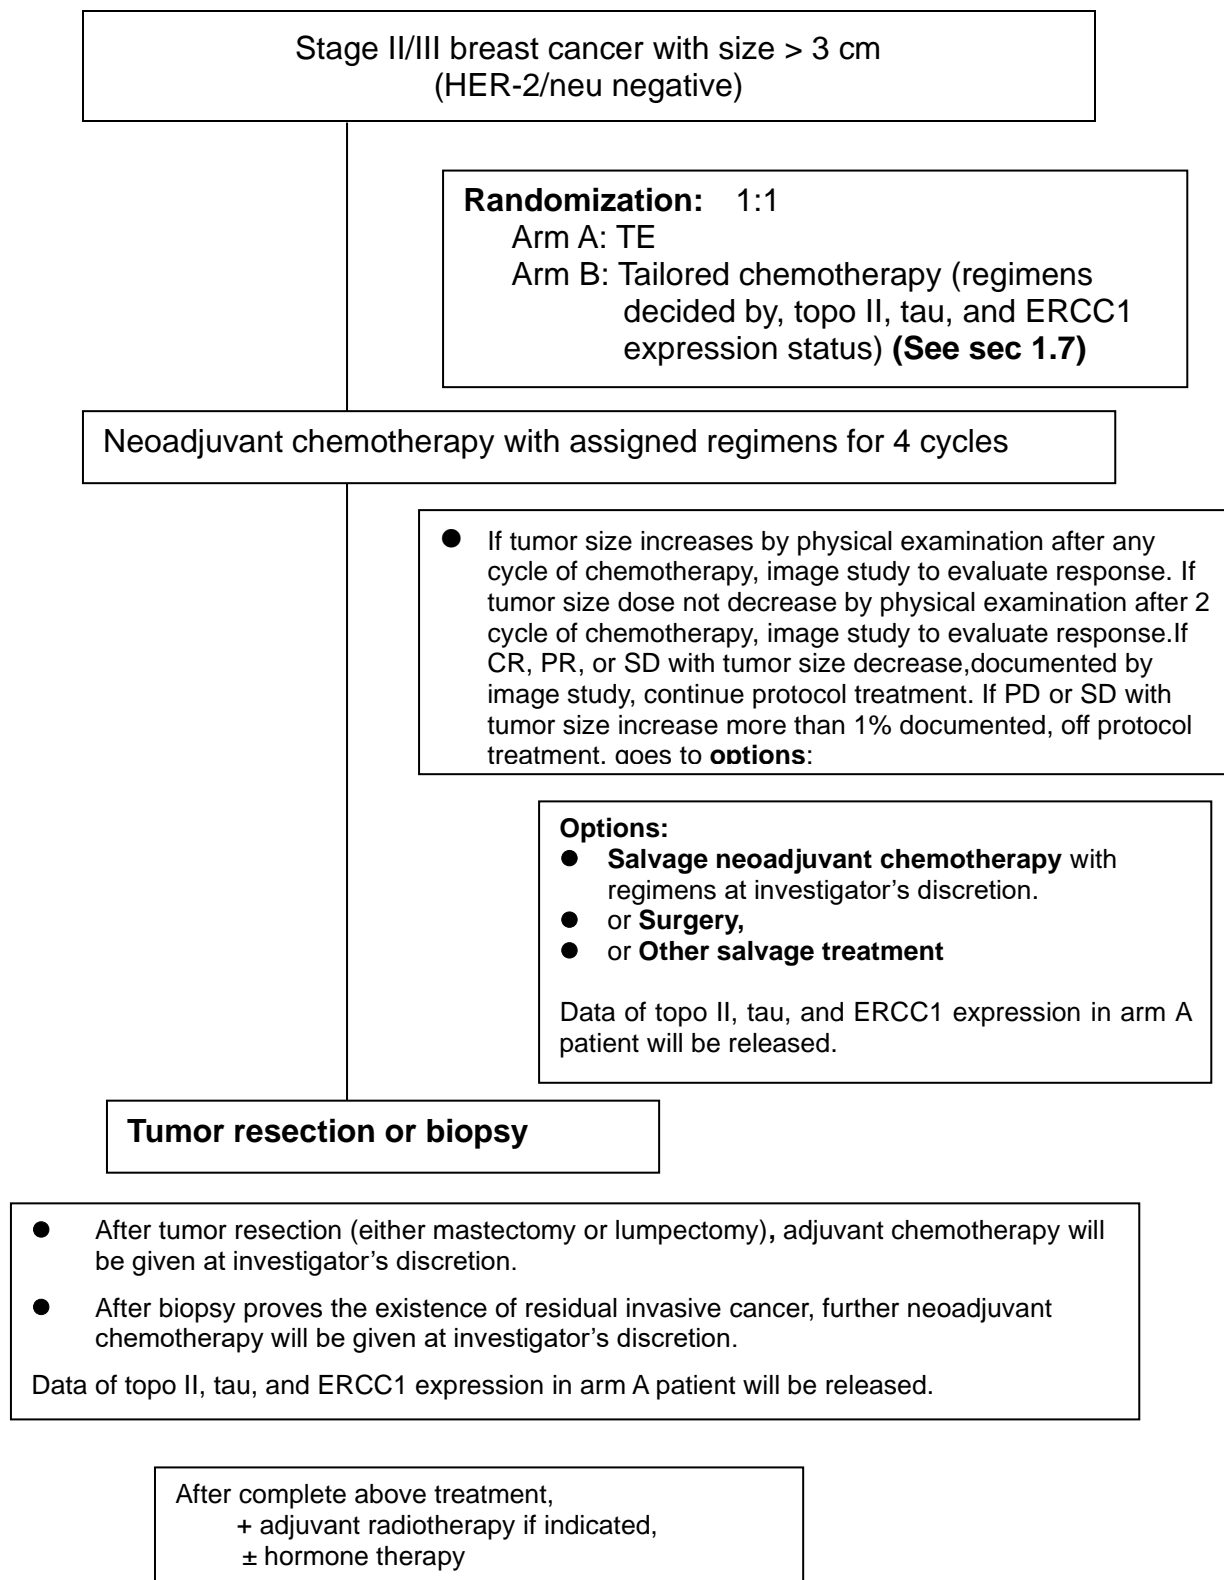 Stage II/III breast cancer with size > 3 cm
(HER-2/neu negative)
Randomization: 1:1
Arm A: TE
Arm B: Tailored chemotherapy (regimens
decided by, topo II, tau, and ERCC1
expression status) (See sec 1.7)
Neoadjuvant chemotherapy with assigned regimens for 4 cycles
● If tumor size increases by physical examination after any
cycle of chemotherapy, image study to evaluate response. If
tumor size dose not decrease by physical examination after 2
cycle of chemotherapy, image study to evaluate response.If
CR, PR, or SD with tumor size decrease,documented by
image study, continue protocol treatment. If PD or SD with
tumor size increase more than 1% documented, off protocol
treatment, goes to options:
Options:
● Salvage neoadjuvant chemotherapy with
regimens at investigator’s discretion.
● or Surgery,
● or Other salvage treatment
Data of topo II, tau, and ERCC1 expression in arm A
patient will be released.
Tumor resection or biopsy
● After tumor resection (either mastectomy or lumpectomy), adjuvant chemotherapy will
be given at investigator’s discretion.
● After biopsy proves the existence of residual invasive cancer, further neoadjuvant
chemotherapy will be given at investigator’s discretion.
Data of topo II, tau, and ERCC1 expression in arm A patient will be released.
After complete above treatment,
+ adjuvant radiotherapy if indicated,
± hormone therapy